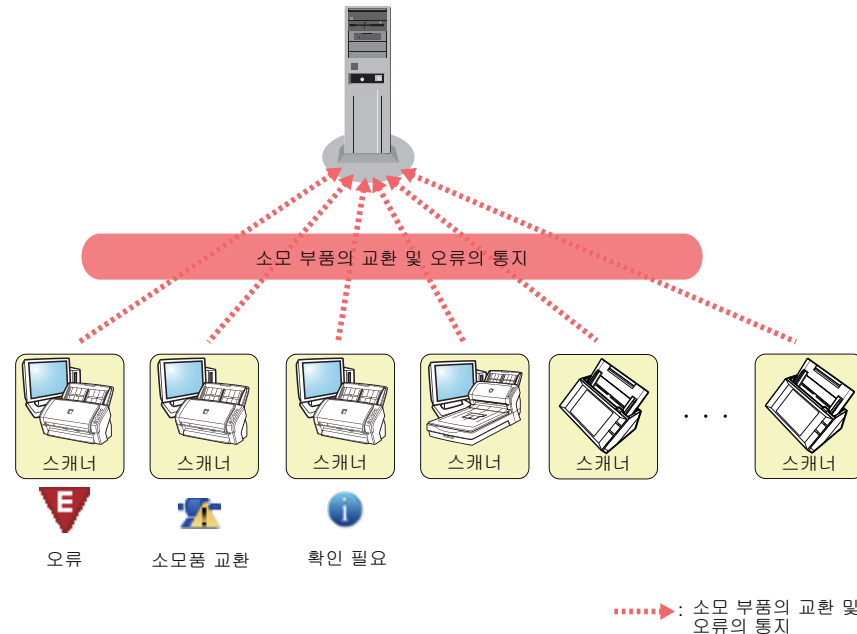 소모 부품의 교환 및 오류의 통지
스캐너
스캐너
스캐너
스캐너
스캐너
· · ·
스캐너
E
i
오류
소모품 교환
확인 필요
: 소모 부품의 교환 및
오류의 통지